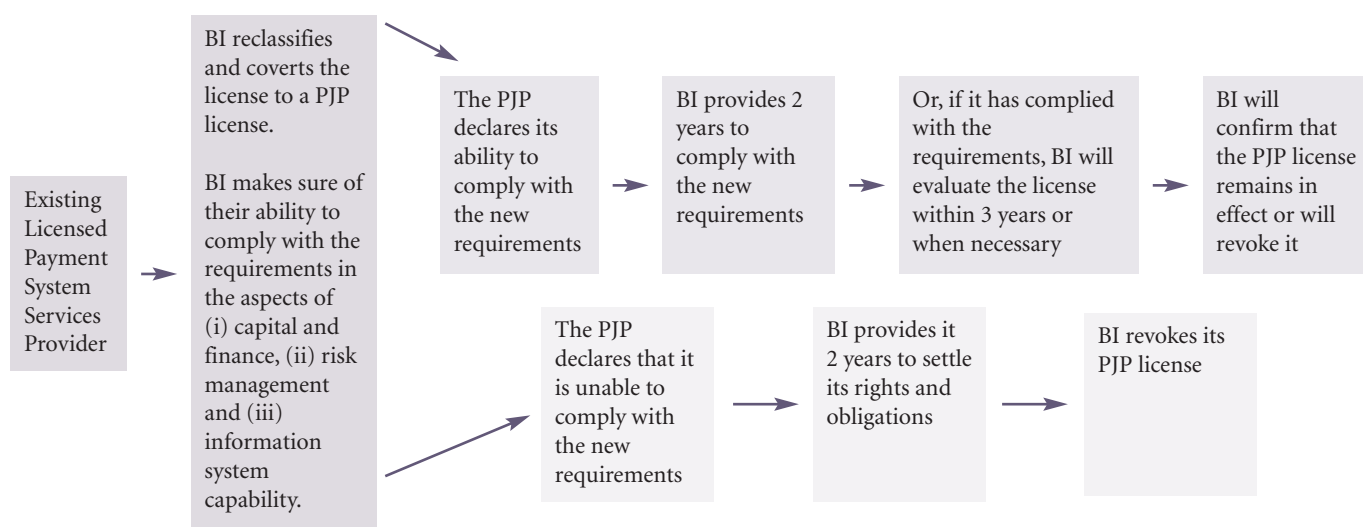 Existing
Licensed
Payment
System
Services
Provider
BI reclassifies
and coverts the
license to a PJP
license.
BI makes sure of
their ability to
comply with the
requirements in
the aspects of
(i) capital and
finance, (ii) risk
management
and (iii)
information
system
capability.
The PJP
declares its
ability to
comply with
the new
requirements
BI provides 2
years to
comply with
the new
requirements
Or, if it has complied
with the
requirements, BI will
evaluate the license
within 3 years or
when necessary
BI will
confirm that
the PJP license
remains in
effect or will
revoke it
The PJP
declares that it
is unable to
comply with
the new
requirements
BI provides it
2 years to settle
its rights and
obligations
BI revokes its
PJP license